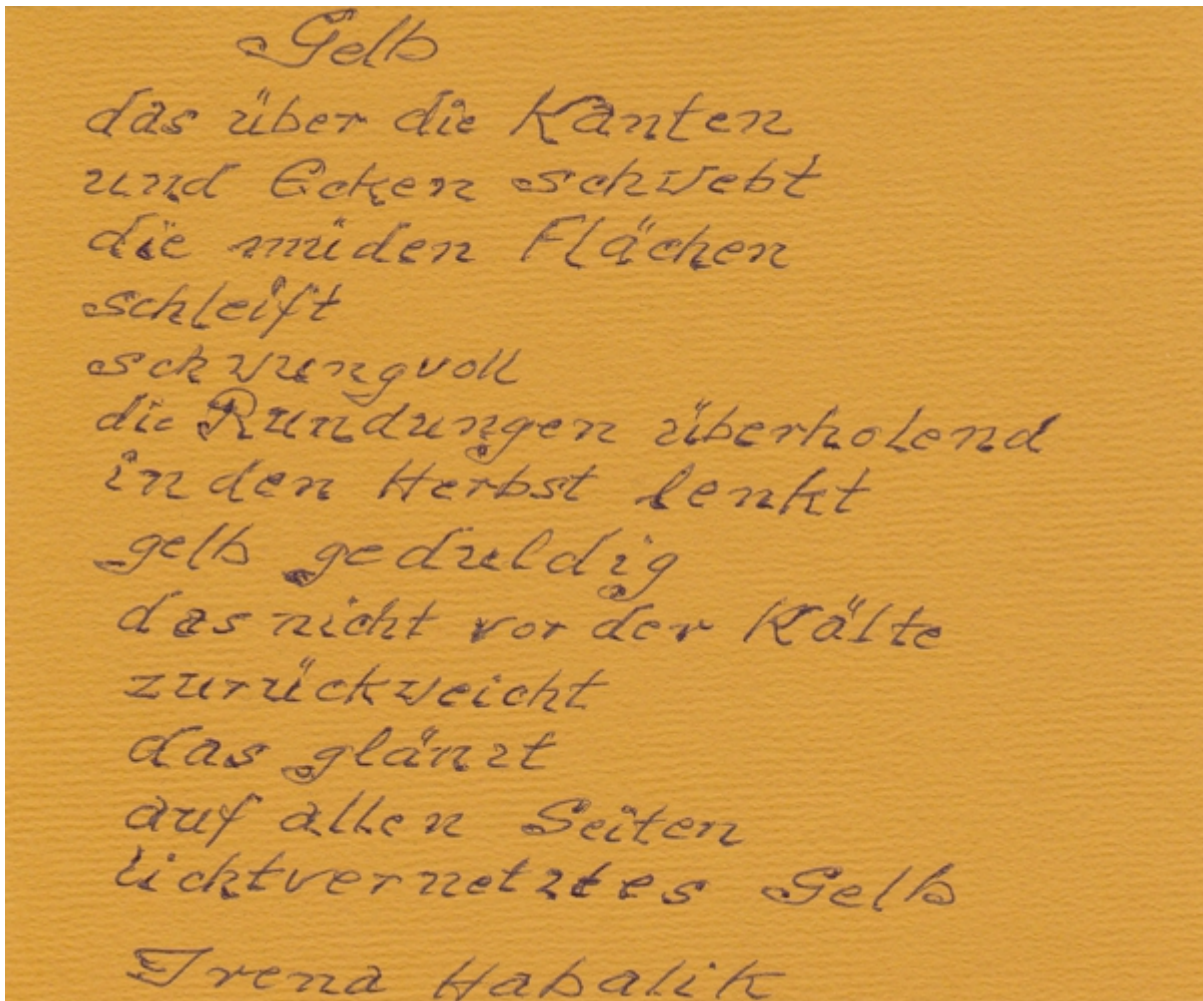 Gelb
das über die Kanten
und Ecken schwebt
die müden Flächen
schleift
schwungvoll
die Rundungen überholend
in den Herbst lenkt
gelb geduldig
das nicht vor der Kälte
zurückweicht
das glänzt
auf allen Seiten
lichtvernetztes Gelb
Irena Habalik